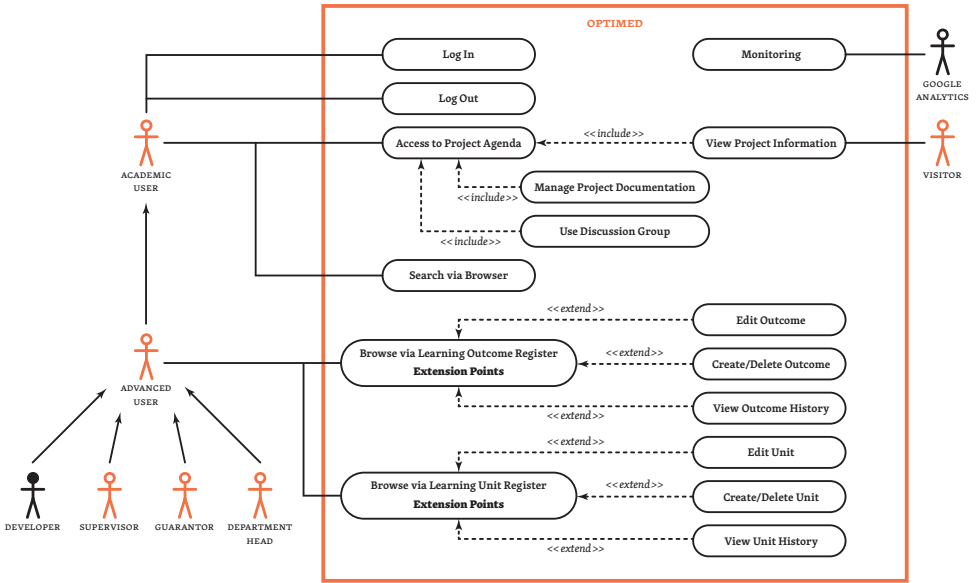 OPTIMED
Log In
Monitoring
GOOGLE
ANALYTICS
Log Out
Access to Project Agenda
<<include>>
View Project Information
ACADEMIC
USER
VISITOR
Manage Project Documentation
<<include>>
Use Discussion Group
<<include>>
Search via Browser
<<extend>>
Edit Outcome
Browse via Learning Outcome Register
Extension Points
<<extend>>
Create/Delete Outcome
ADVANCED
USER
View Outcome History
<<extend>>
<<extend>>
Edit Unit
Browse via Learning Unit Register
Extension Points
<<extend>>
Create/Delete Unit
DEVELOPER
SUPERVISOR
GUARANTOR
DEPARTMENT
HEAD
View Unit History
<<extend>>